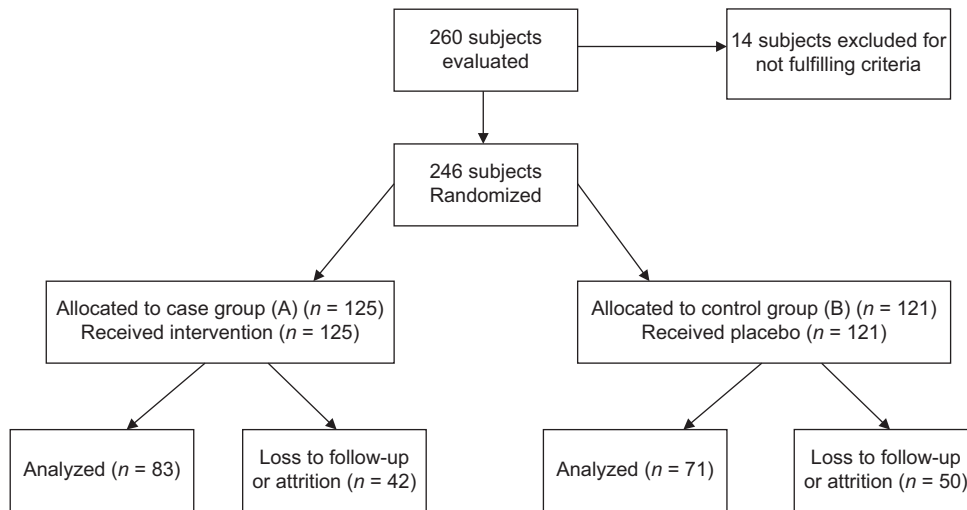 260 subjects
evaluated
14 subjects excluded for
not fulfilling criteria
246 subjects
Randomized
Allocated to case group (A) (n = 125)
Received intervention (n = 125)
Allocated to control group (B) (n = 121)
Received placebo (n = 121)
Analyzed (n = 83)
Loss to follow-up
or attrition (n = 42)
Analyzed (n = 71)
Loss to follow-up
or attrition (n = 50)